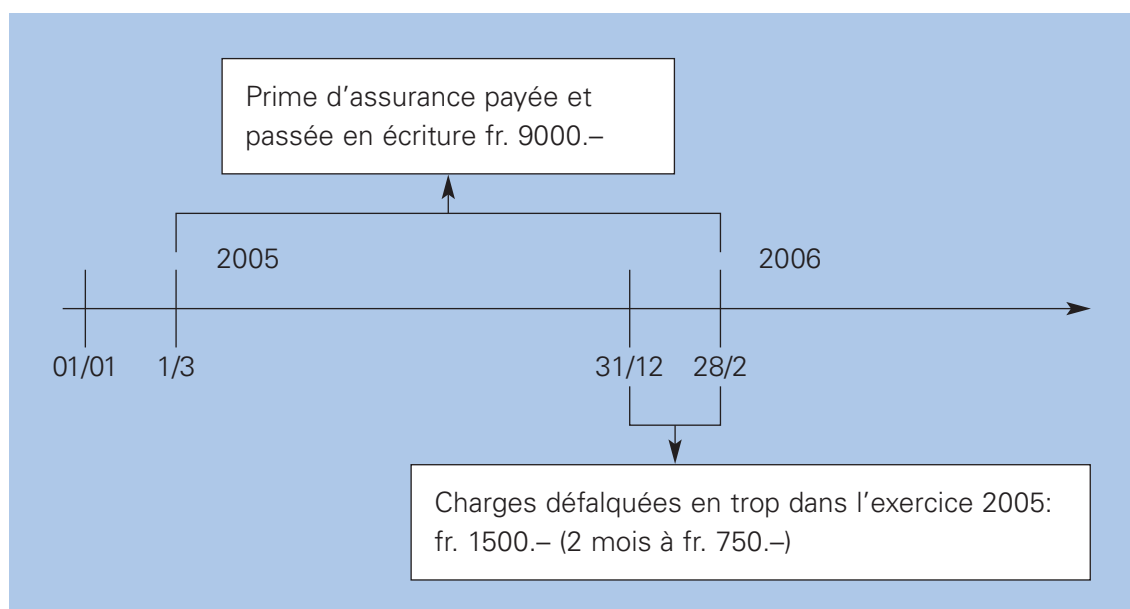 Prime d'assurance payée et
passée en écriture fr. 9000.–
2005
2006
01/01
1/3
31/12
28/2
Charges défalquées en trop dans l'exercice 2005:
fr. 1500.– (2 mois à fr. 750.–)